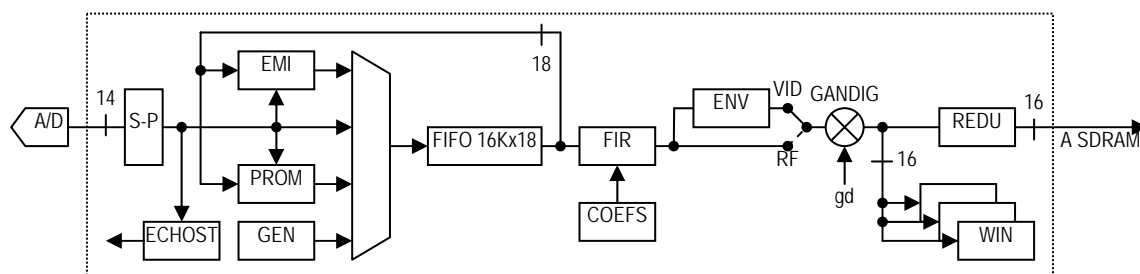 A/D
14
S-P
EMI
PROM
ECHOST
GEN
18
FIFO 16Kx18
FIR
COEFS
ENV
VID
RF
GANDIG
gd
16
REDU
16
A SDRAM
WIN